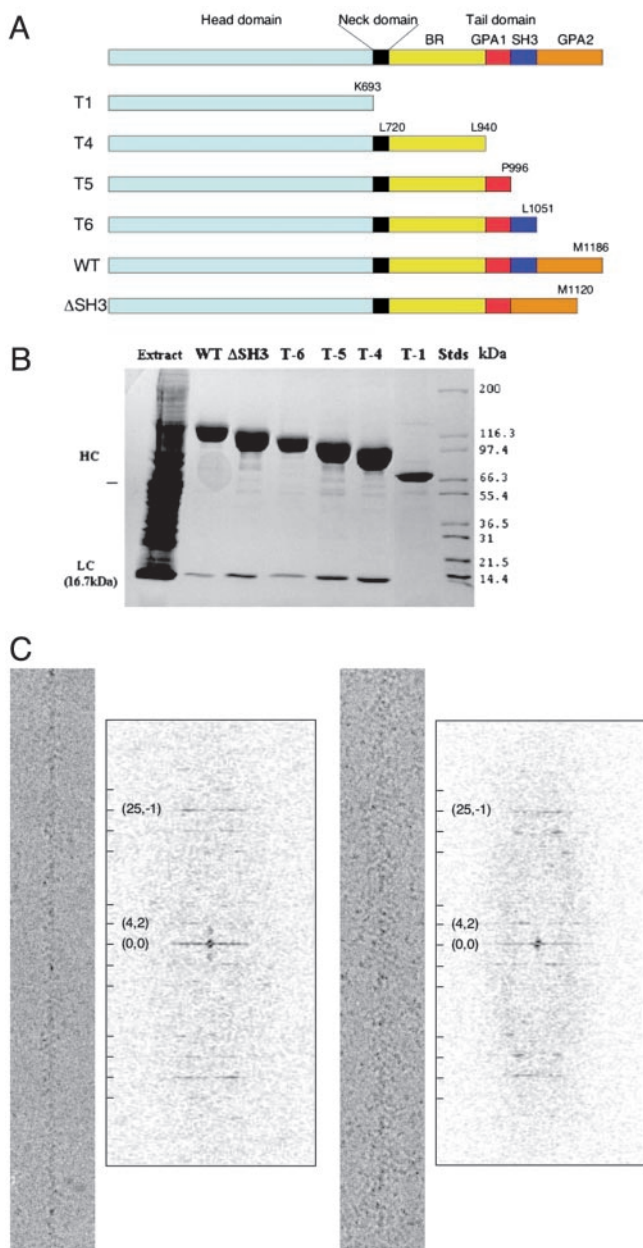 A
Head domain Neck domain Tail domain
BR GPA1 SH3 GPA2
K693
T1
L720 L940
T4
P996
T5
L1051
T6
M1186
WT
M1120
ΔSH3
B
Extract WT ΔSH3 T-6 T-5 T-4 T-1 Stds kDa
200
116.3
HC
97.4
66.3
55.4
36.5
31
21.5
LC
14.4
(16.7kDa)
C
(25,-1) (25,-1)
(4,2) (4,2)
(0,0) (0,0)